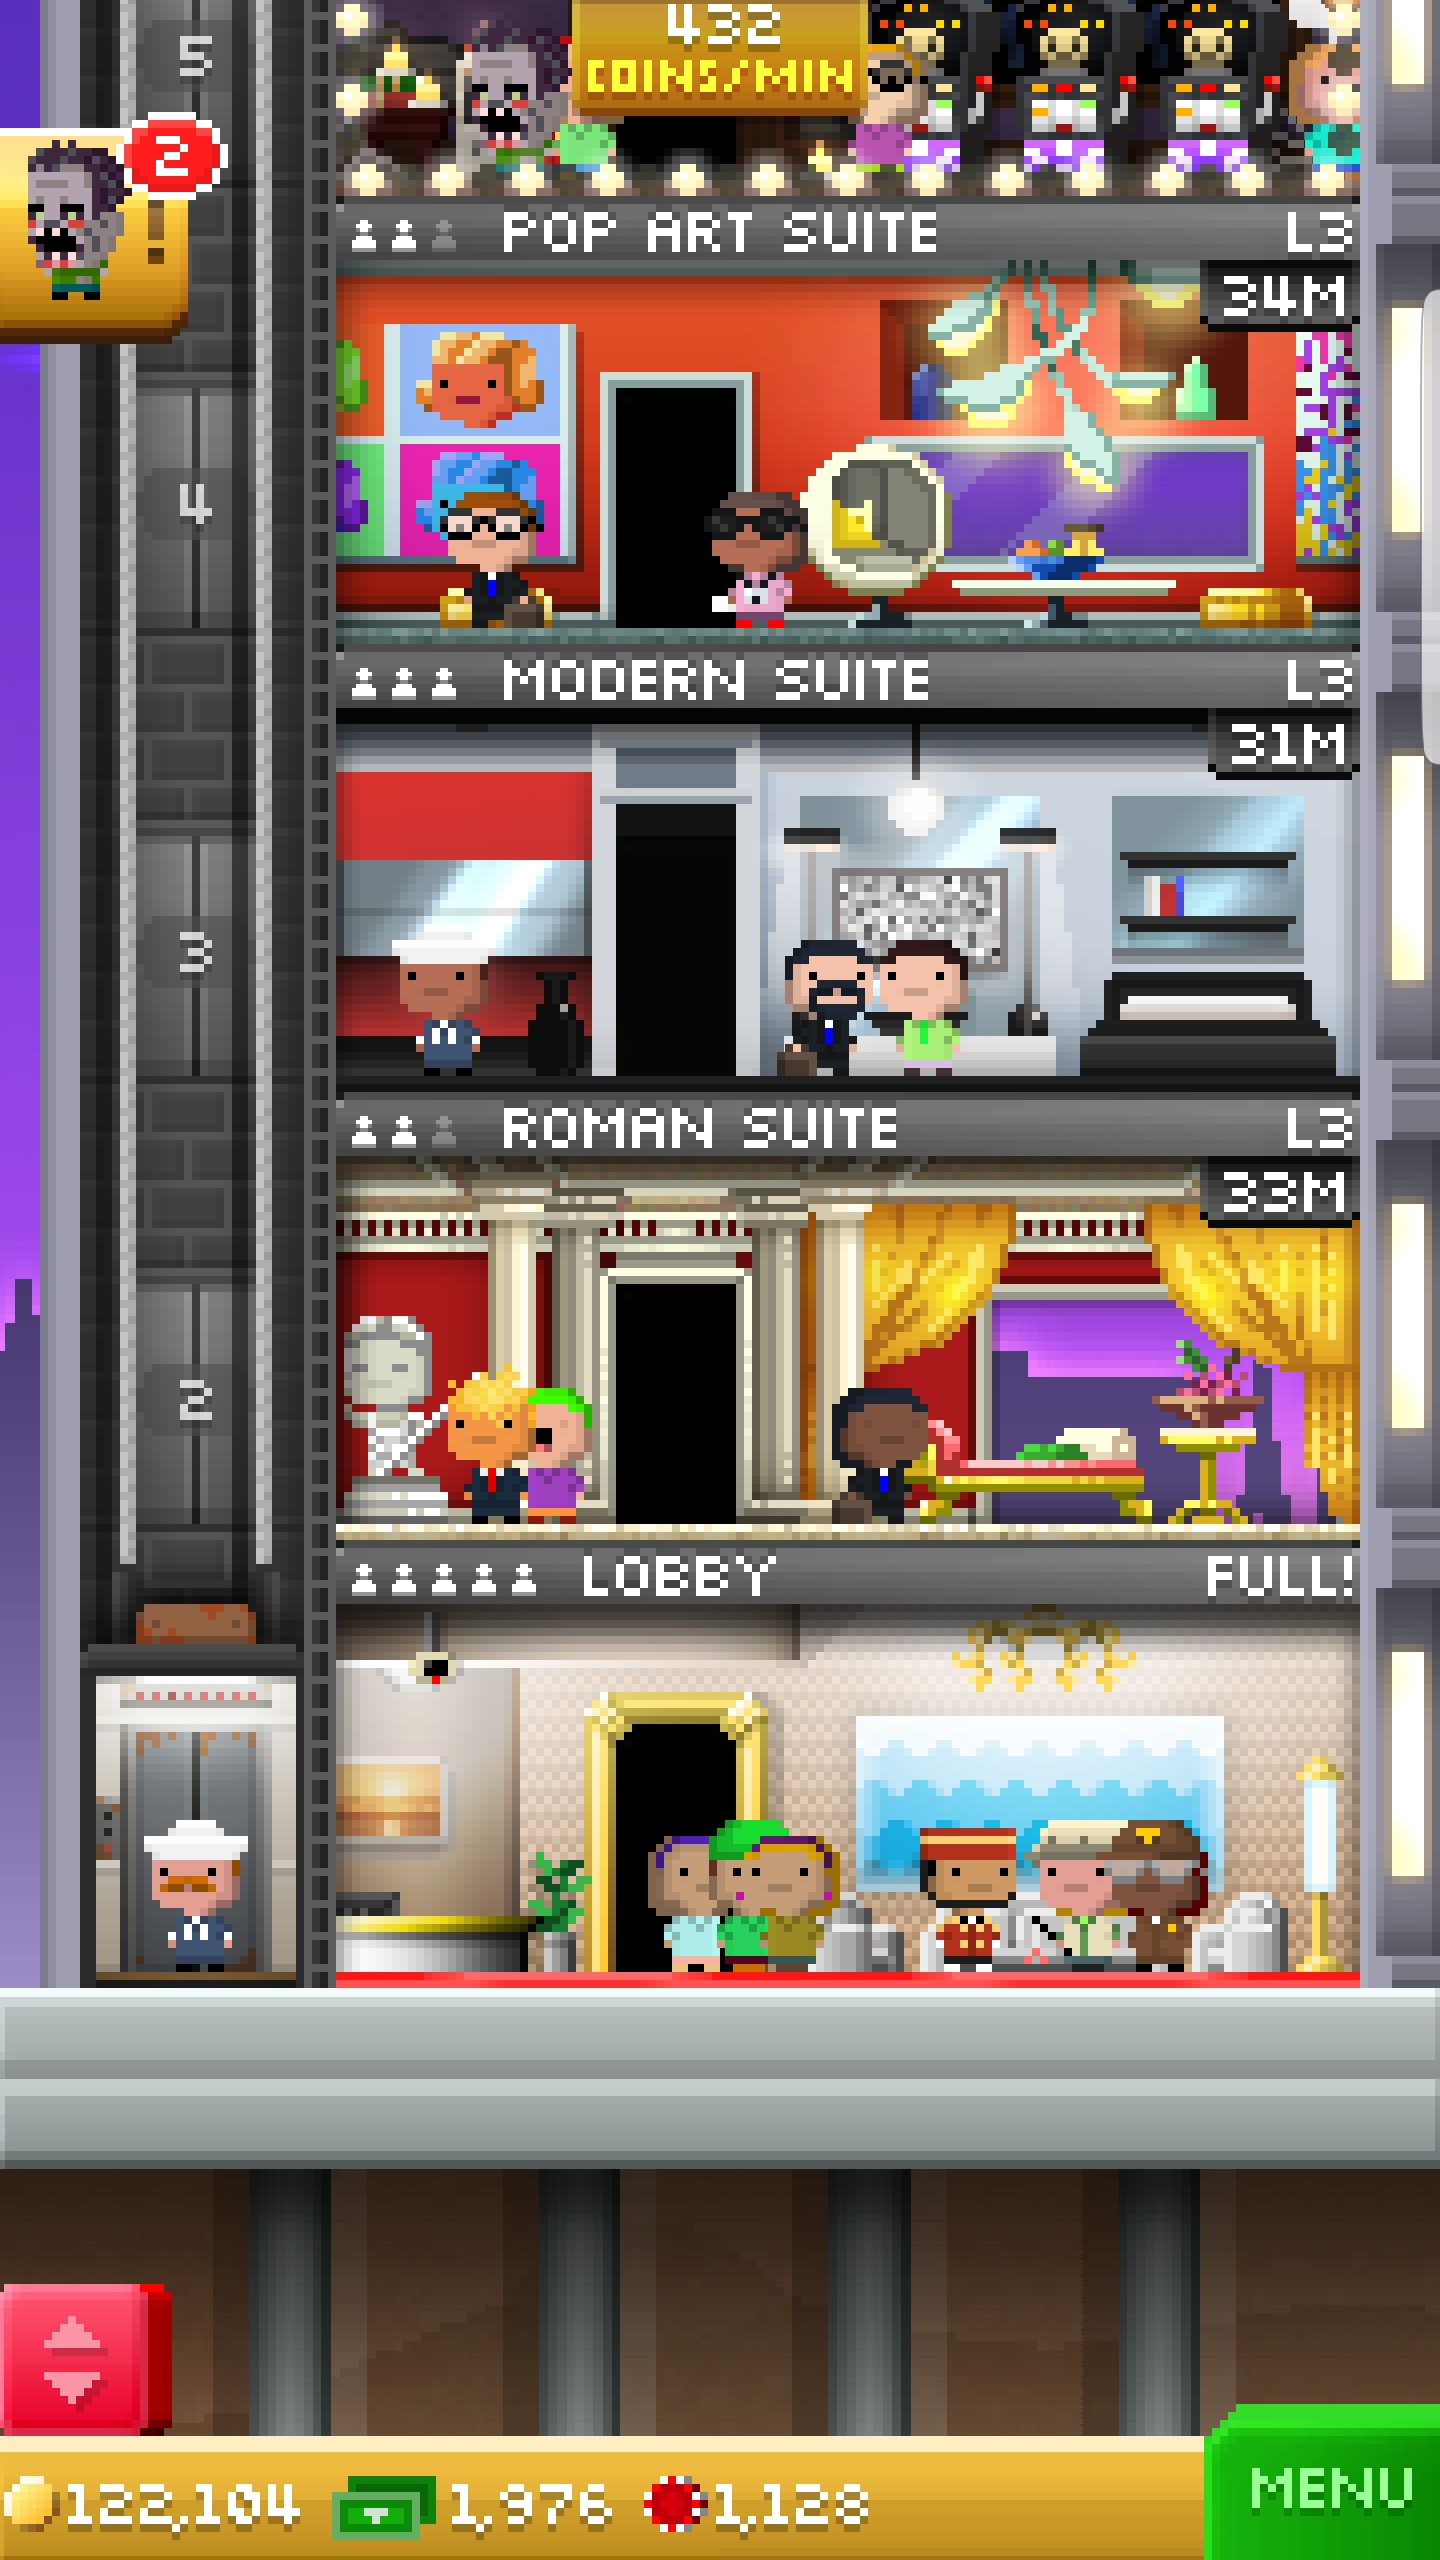 432
COINS/MIN
5
2
!
POP ART SUITE L3
34M
4
MODERN SUITE L3
31M
3
ROMAN SUITE L3
33M
2
LOBBY FULL!
122,104 1,976 1,128
MENU